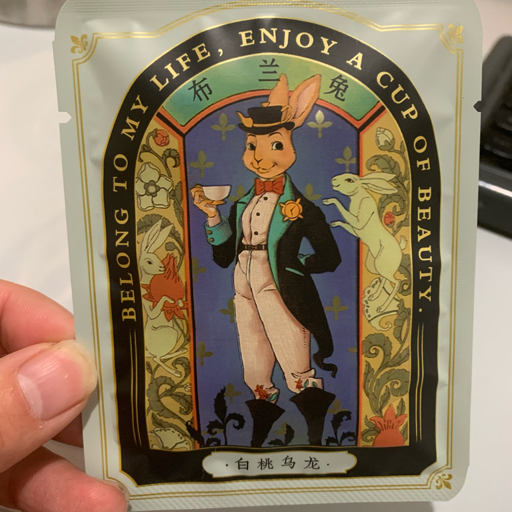 BELONG TO MY LIFE, ENJOY A CUP OF BEAUTY.
布兰兔
·白桃乌龙·